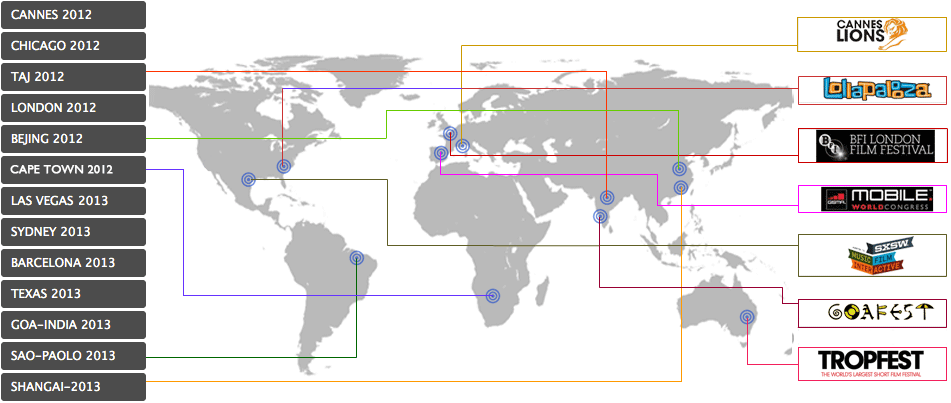 CANNES 2012
CHICAGO 2012
TAJ 2012
LONDON 2012
BEJING 2012
CAPE TOWN 2012
LAS VEGAS 2013
SYDNEY 2013
BARCELONA 2013
TEXAS 2013
GOA-INDIA 2013
SAO-PAOLO 2013
SHANGAI-2013
CANNES
LIONS
Lollapalooza
BFI
BFI LONDON
FILM FESTIVAL
GSMA
MOBILE
WORLD CONGRESS
SXSW
MUSIC
FILM
INTERACTIVE
GOAFEST
TROPFEST
THE WORLD'S LARGEST SHORT FILM FESTIVAL